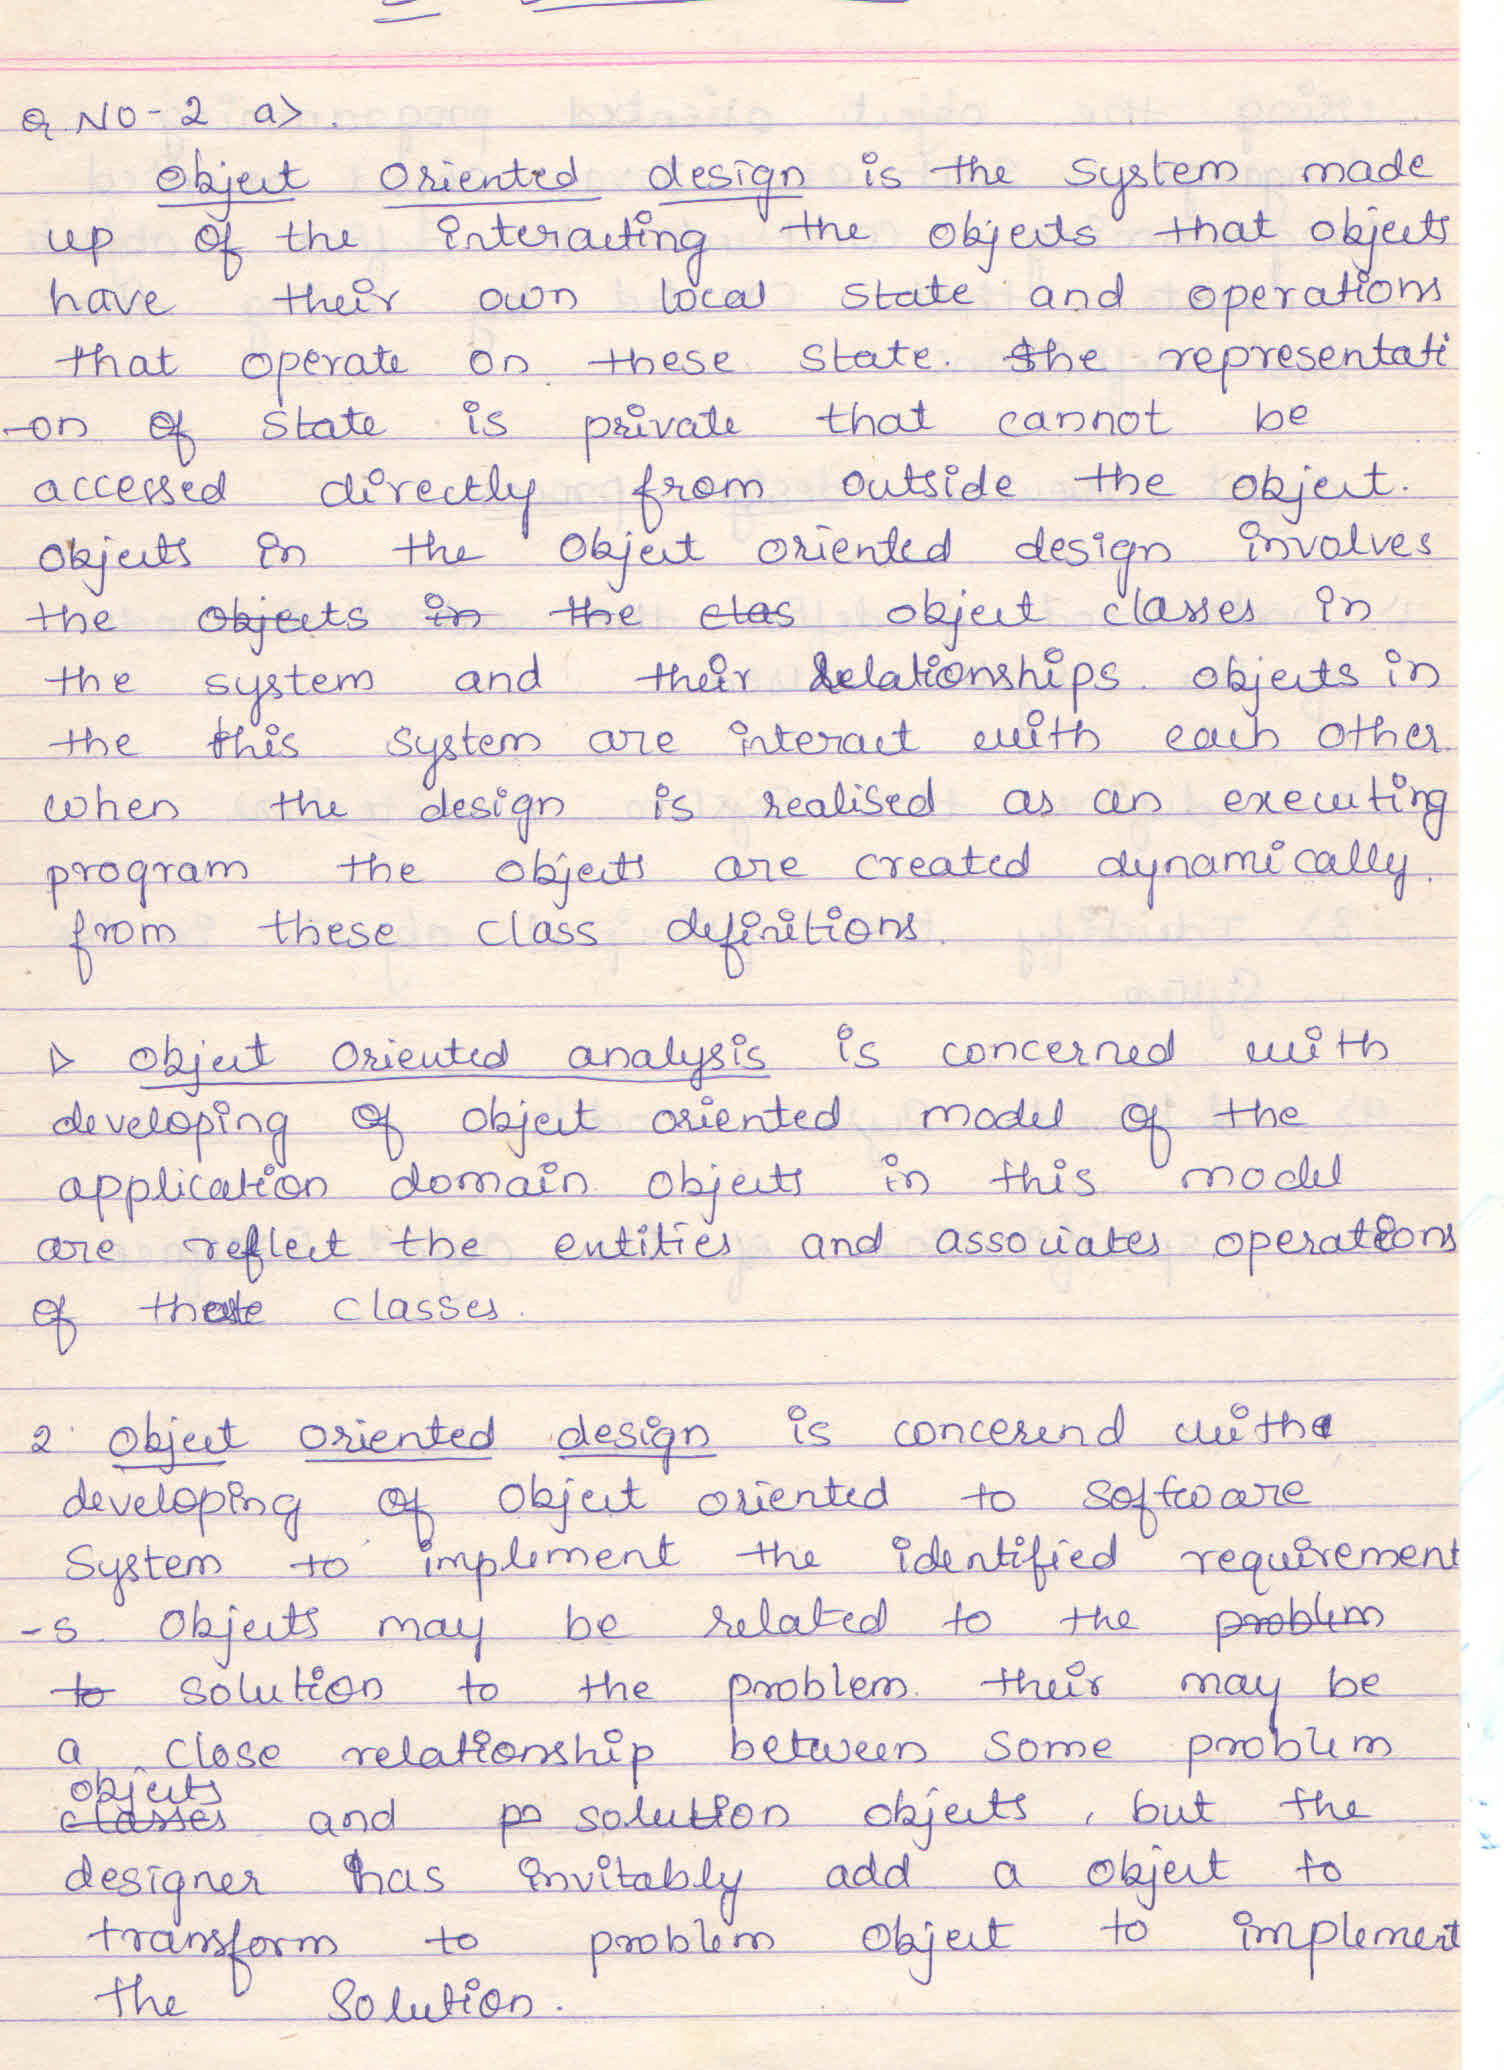 Q NO-2 a>.
Object Oriented design is the system made
up of the interacting the objects that objects
have their own local state and operations
that operate on these state. The representati
-on of state is private that cannot be
accessed directly from outside the object.
Objects in the Object oriented design involves
the objects in the clas object classes in
the system and their Relationships. objects in
the this system are interact with each other.
when the design is realised as an executing
program the objects are created dynamically.
from these class definitions.
1> object oriented analysis is concerned with
developing of object oriented model of the
application domain. objects in this model
are reflect the entities and associates operations
of these classes.
2. Object oriented design is concerend with
developing of object oriented to software
System to implement the identified requirement
-s. Objects may be related to the problem
to solution to the problem. their may be
a close relationship between some problem
objects
classes and solution objects, but the
designer has invitably add a object to
transform to problem object to implement
the Solution.